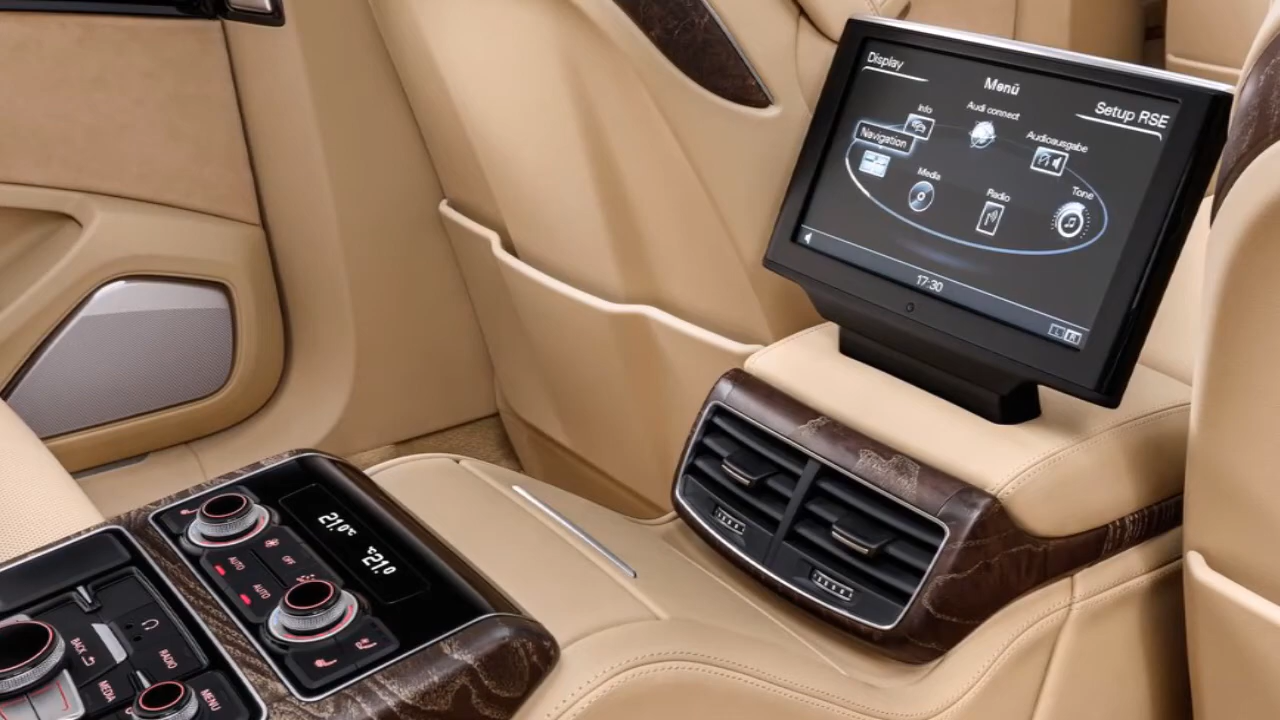 Display
Menü
Setup RSE
Info
Audi connect
Audioausgabe
Navigation
Media
Radio
Tone
17:30
L R
21.0°C
°C21.0
AUTO
OFF
AUTO
BACK
RADIO
MEDIA
MENU